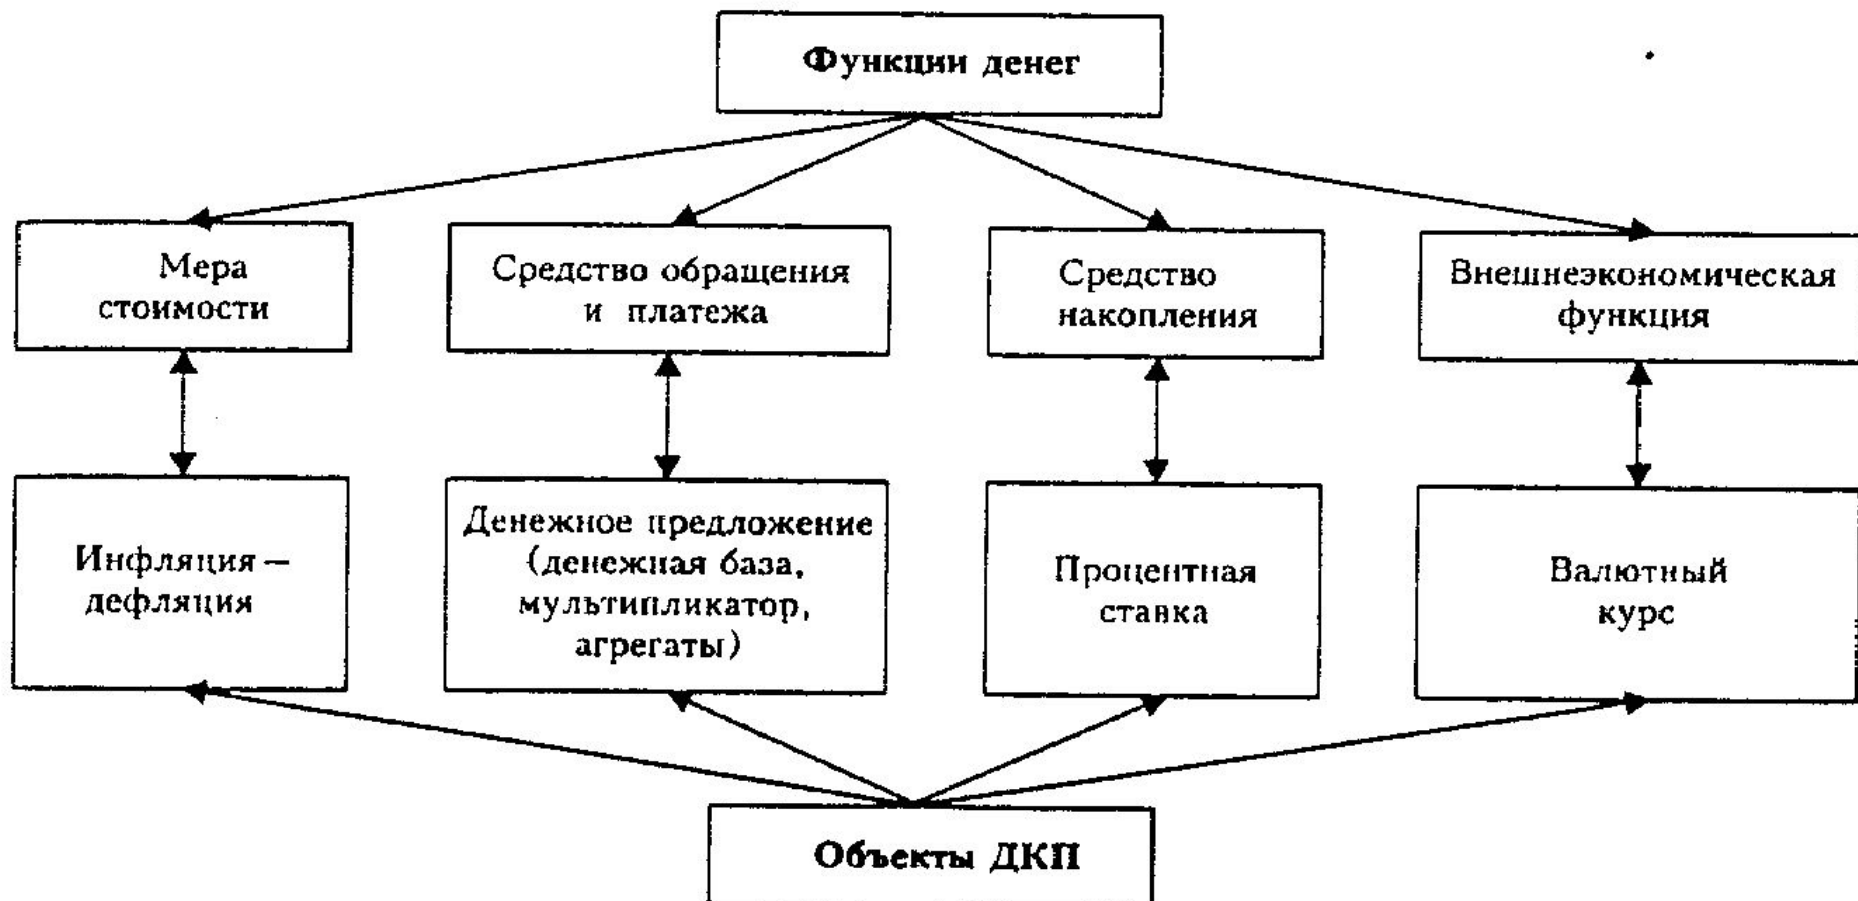 Функции денег
Мера
стоимости
Средство обращения
и платежа
Средство
накопления
Внешнеэкономическая
функция
Инфляция –
дефляция
Денежное предложение
(денежная база,
мультипликатор,
агрегаты)
Процентная
ставка
Валютный
курс
Объекты ДКП